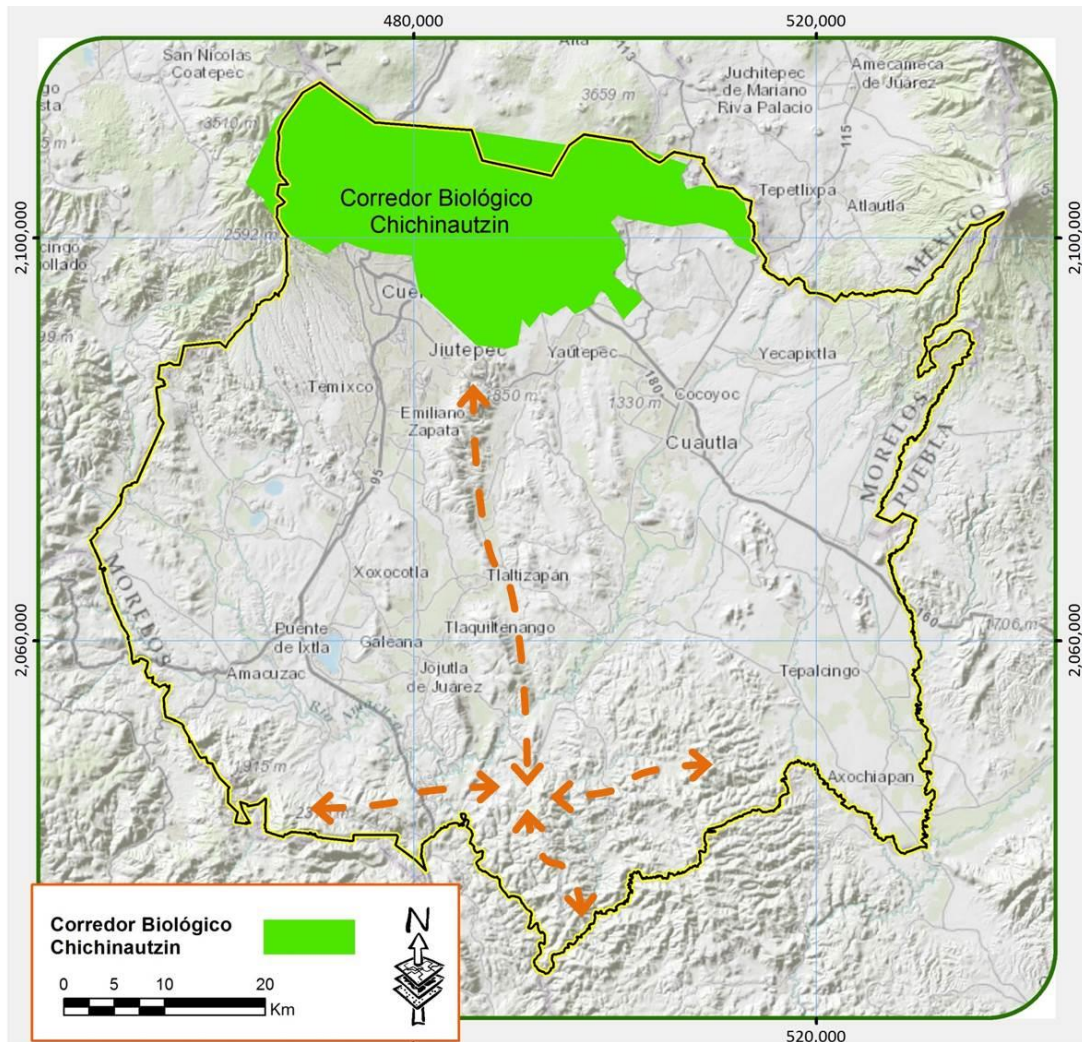 480,000
520,000
San Nicolas
Coatepec
Alta
113
3659 m
Juchitepec
de Mariano
Riva Palacio
Amecameca
de Juárez
115
3510 m
Corredor Biológico
Chichinautzin
Tepetlixpa
Atlautla
2,100,000
2592 m
MEXICO
2,100,000
Jiutepec
Yautepec
Yecapixtla
Temixco
1850 m
180
Emiliano
Zapata
1330 m
Cocoyoc
Cuautla
MORELOS
PUEBLA
95
Xoxocotla
Tlaltizapán
MORELOS
160
1706 m
2,060,000
Puente
de Ixtla
Galeana
Tlaquiltenango
2,060,000
Amacuzac
Jojutla
de Juárez
Tepalcingo
Rio Amacuzac
1915 m
Axochiapan
Corredor Biológico
Chichinautzin
N
0 5 10 20
Km
520,000